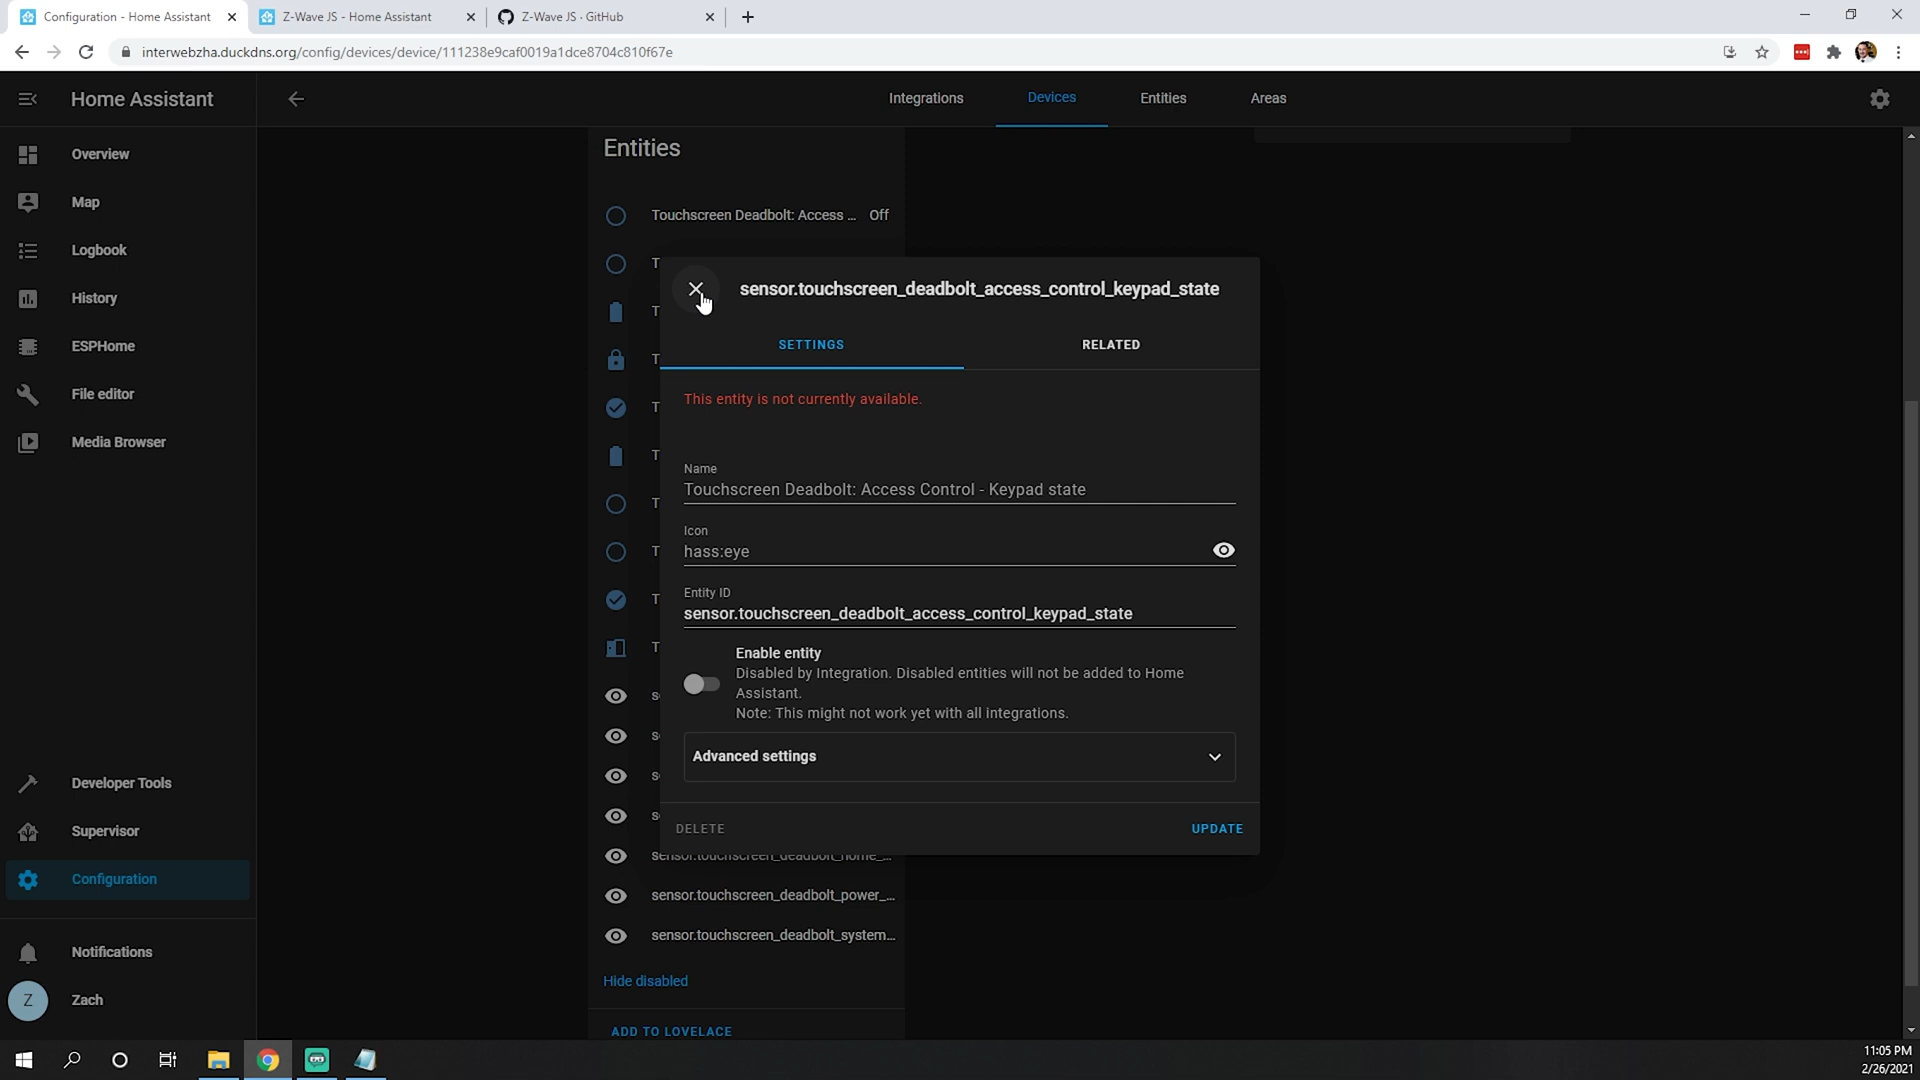 Configuration - Home Assistant
Z-Wave JS - Home Assistant
Z-Wave JS · GitHub
interwebzha.duckdns.org/config/devices/device/111238e9caf0019a1dce8704c810f67e
Home Assistant
Integrations
Devices
Entities
Areas
Overview
Map
Logbook
History
ESPHome
File editor
Media Browser
Developer Tools
Supervisor
Configuration
Notifications
Z
Zach
Entities
Touchscreen Deadbolt: Access ... Off
sensor.touchscreen_deadbolt_access_control_keypad_state
SETTINGS
RELATED
This entity is not currently available.
Name
Touchscreen Deadbolt: Access Control - Keypad state
Icon
hass:eye
Entity ID
sensor.touchscreen_deadbolt_access_control_keypad_state
Enable entity
Disabled by Integration. Disabled entities will not be added to Home
Assistant.
Note: This might not work yet with all integrations.
Advanced settings
DELETE
UPDATE
sensor.touchscreen_deadbolt_home_...
sensor.touchscreen_deadbolt_power_...
sensor.touchscreen_deadbolt_system...
Hide disabled
ADD TO LOVELACE
11:05 PM
2/26/2021